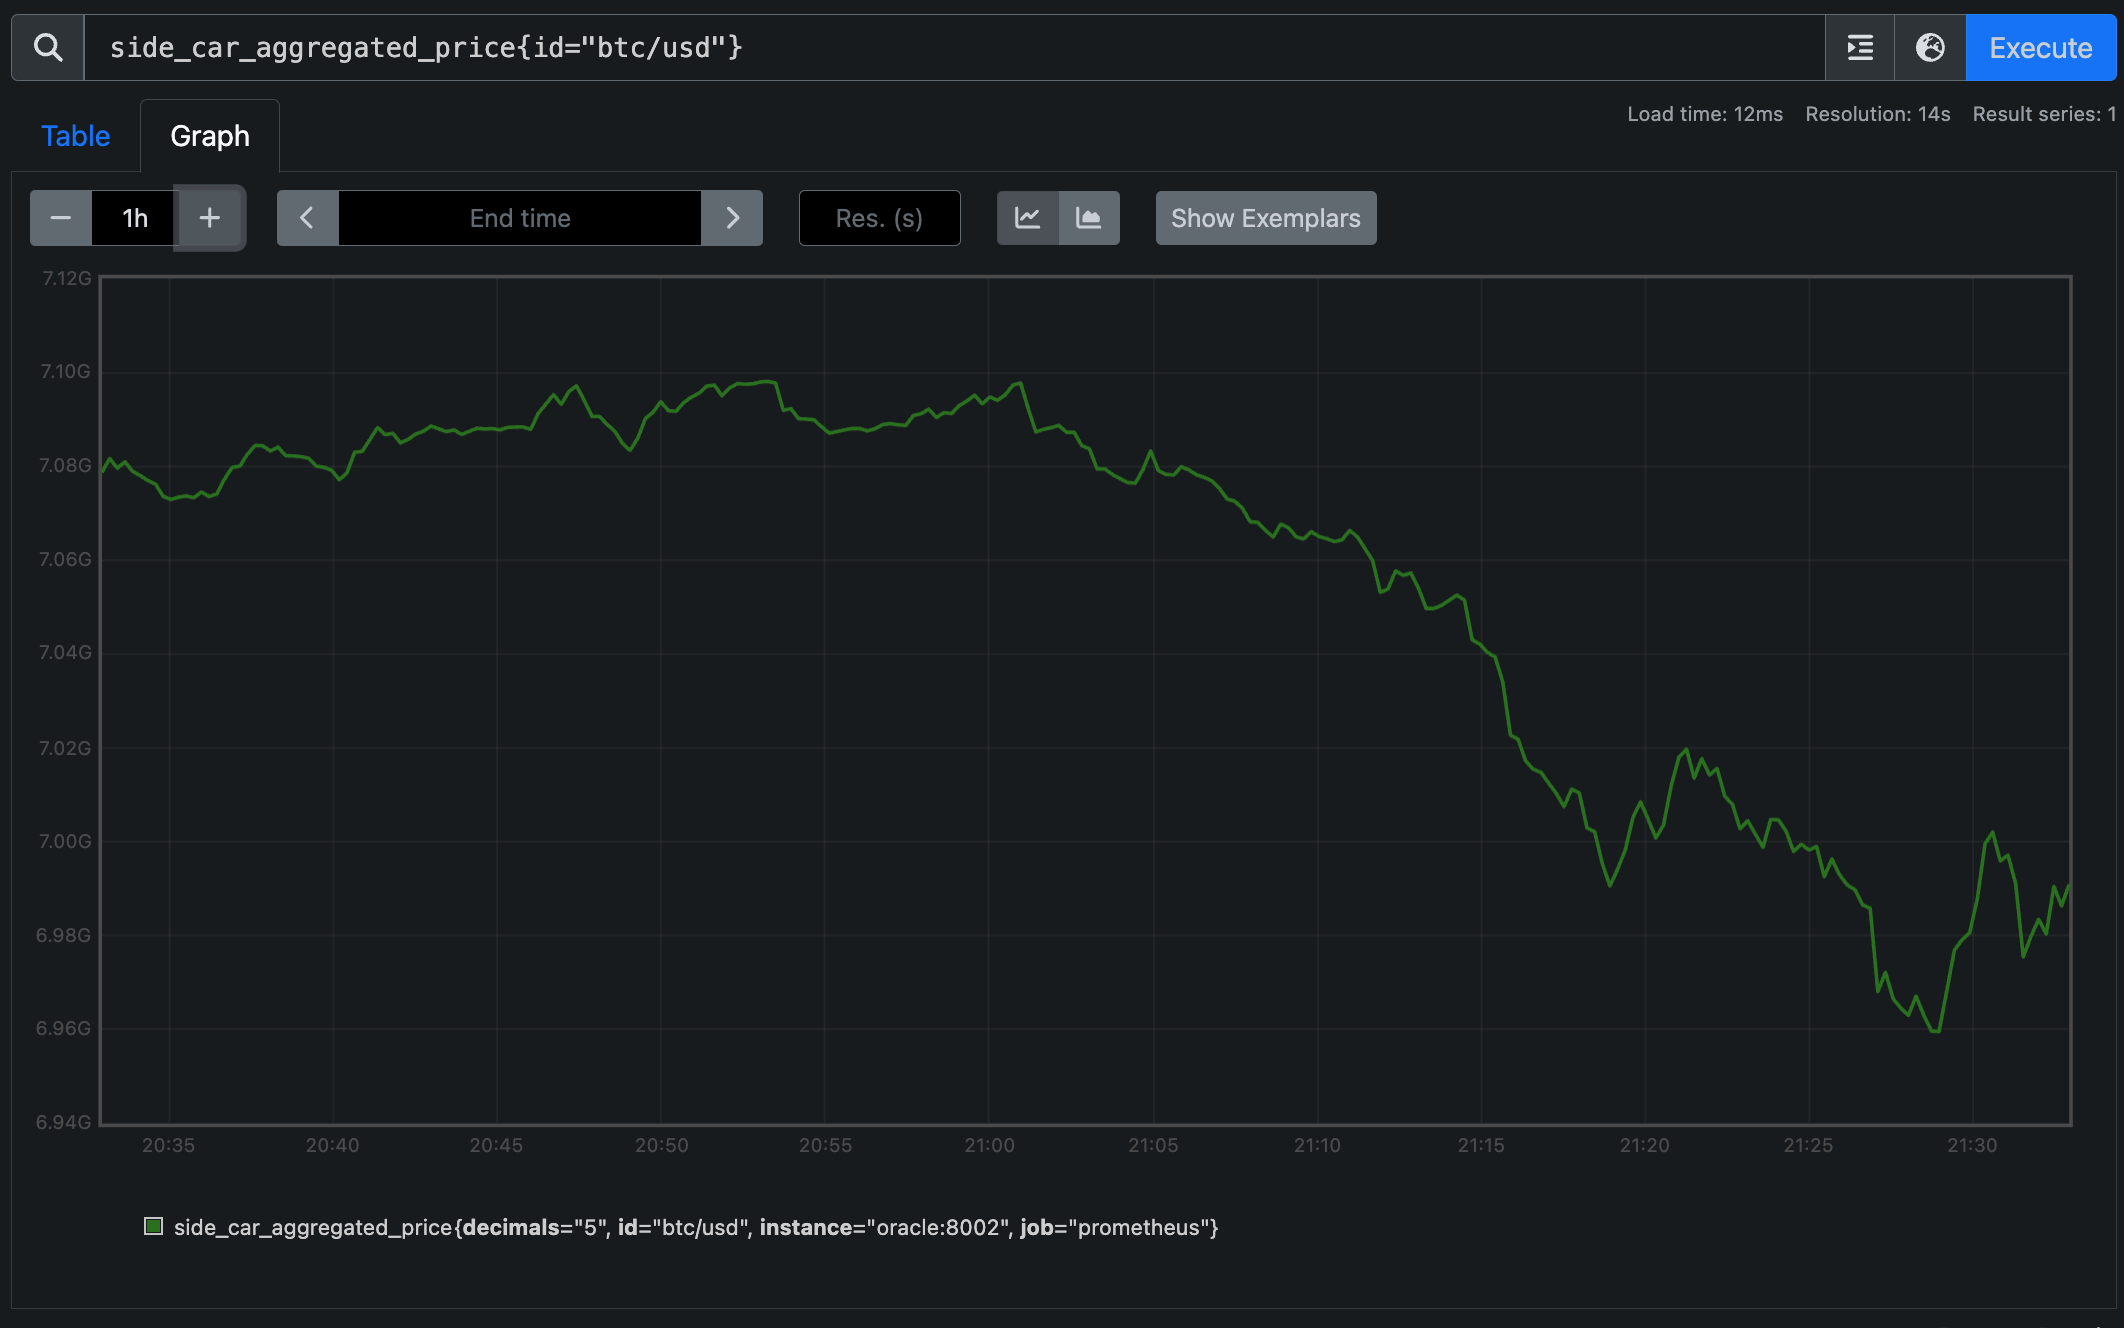 side_car_aggregated_price{id="btc/usd"}
Execute
Load time: 12ms Resolution: 14s Result series: 1
Table Graph
1h End time Res. (s) Show Exemplars
7.12G
7.10G
7.08G
7.06G
7.04G
7.02G
7.00G
6.98G
6.96G
6.94G
20:35 20:40 20:45 20:50 20:55 21:00 21:05 21:10 21:15 21:20 21:25 21:30
side_car_aggregated_price{decimals="5", id="btc/usd", instance="oracle:8002", job="prometheus"}